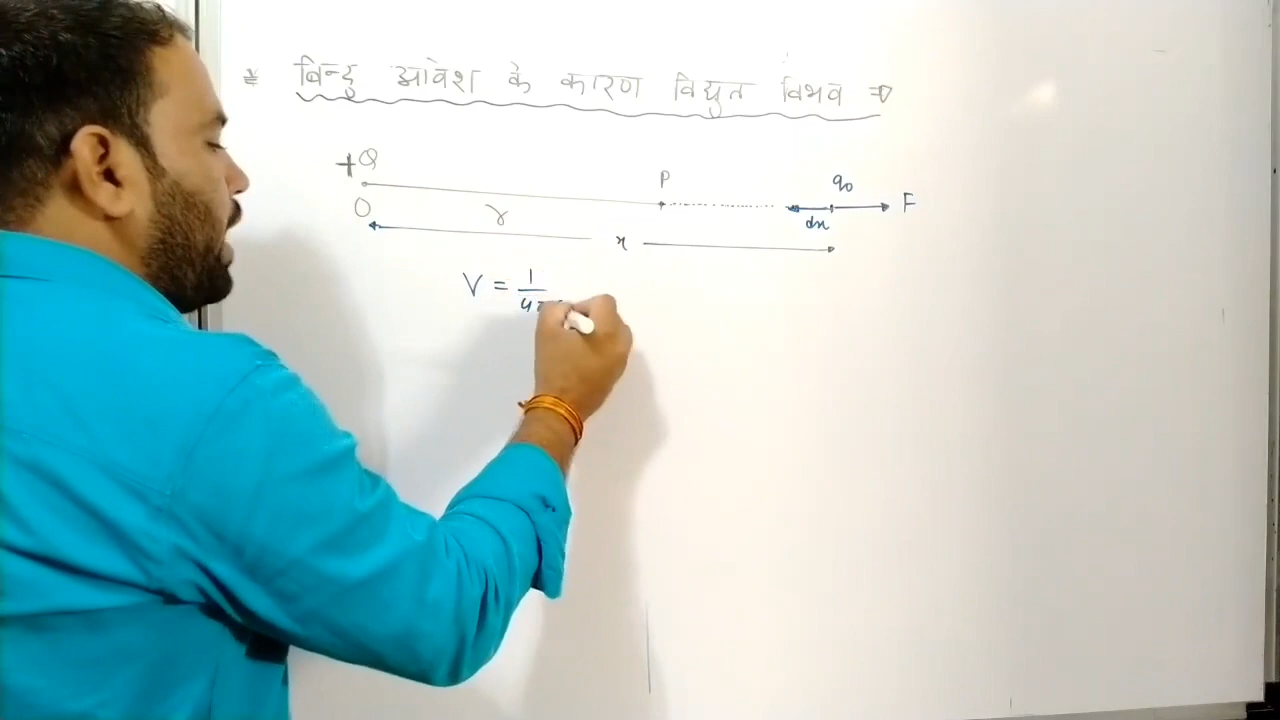 * बिन्दु आवेश के कारण विद्युत विभव ⇒
+Q P q₀ F
O r dx
x
V = 1/4π